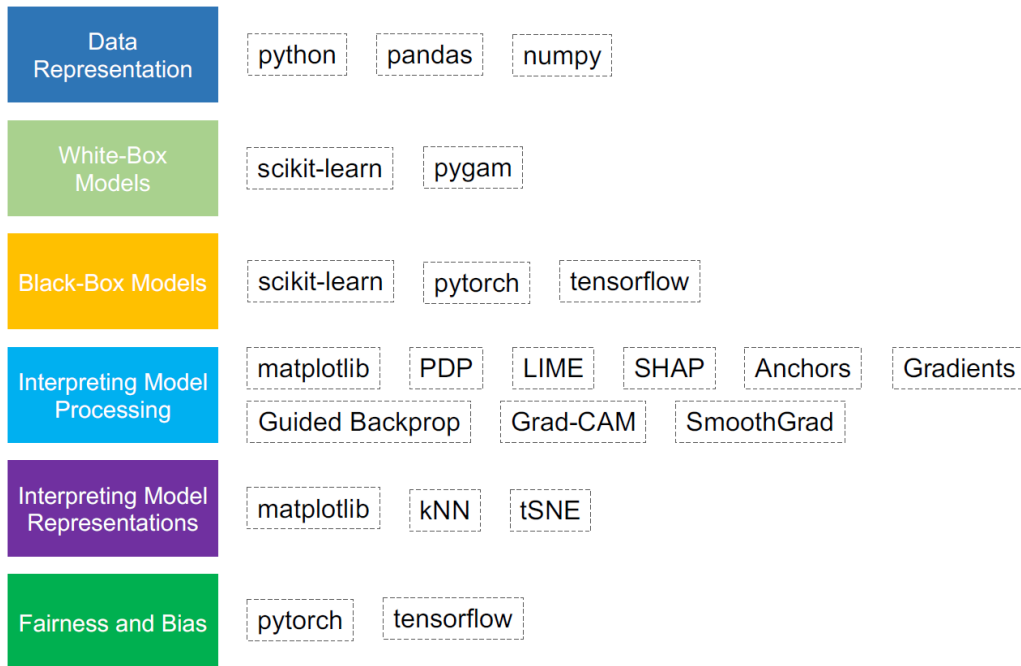 Data
Representation
python pandas numpy
White-Box
Models
scikit-learn pygam
Black-Box Models
scikit-learn pytorch tensorflow
Interpreting Model
Processing
matplotlib PDP LIME SHAP Anchors Gradients
Guided Backprop Grad-CAM SmoothGrad
Interpreting Model
Representations
matplotlib kNN tSNE
Fairness and Bias
pytorch tensorflow